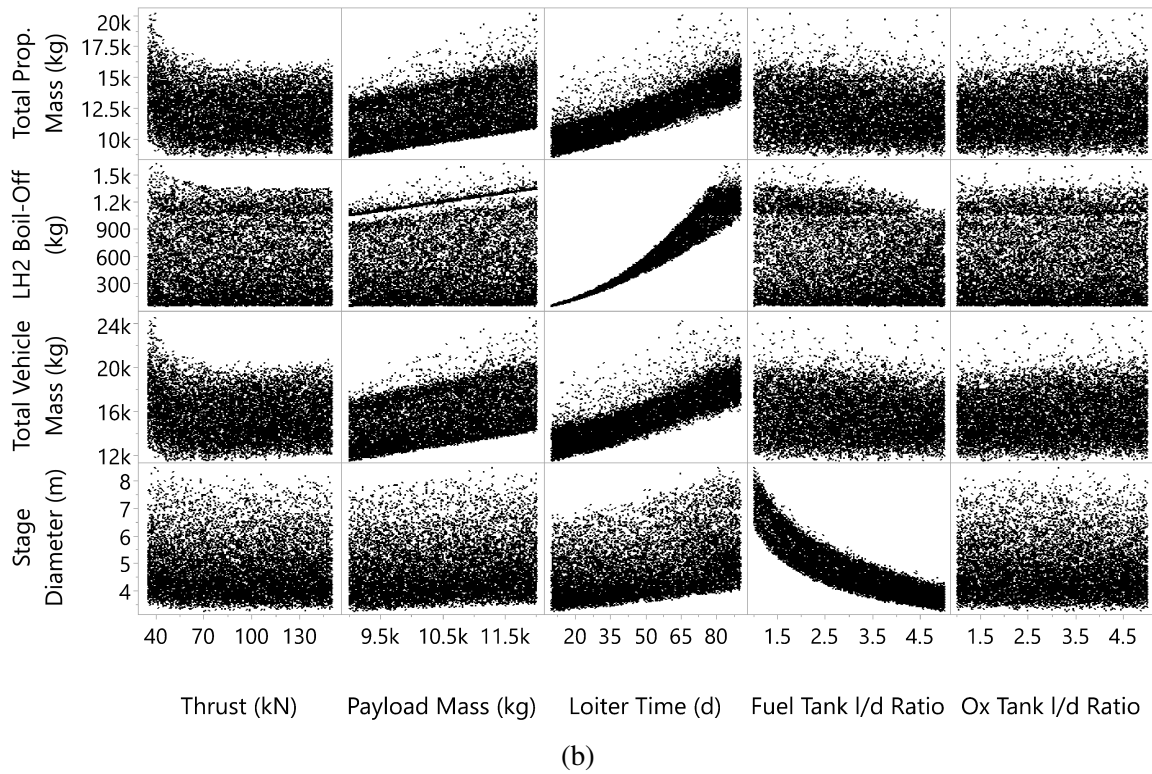 Total Prop.
Mass (kg)
20k
17.5k
15k
12.5k
10k
LH2 Boil-Off
(kg)
1.5k
1.2k
900
600
300
Total Vehicle
Mass (kg)
24k
20k
16k
12k
Stage
Diameter (m)
8
7
6
5
4
40 70 100 130 9.5k 10.5k 11.5k 20 35 50 65 80 1.5 2.5 3.5 4.5 1.5 2.5 3.5 4.5
Thrust (kN) Payload Mass (kg) Loiter Time (d) Fuel Tank l/d Ratio Ox Tank l/d Ratio
(b)